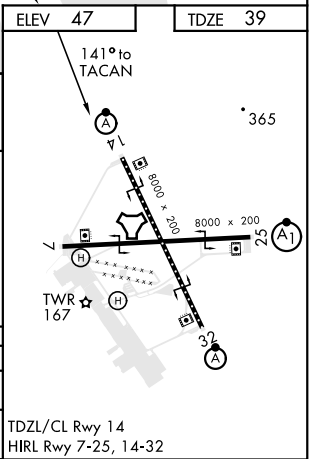 ELEV 47
TDZE 39
141° to
TACAN
A
14
365
8000 x 200
8000 x 200
7
25
A1
H
TWR
167
H
32
A
TDZL/CL Rwy 14
HIRL Rwy 7-25, 14-32